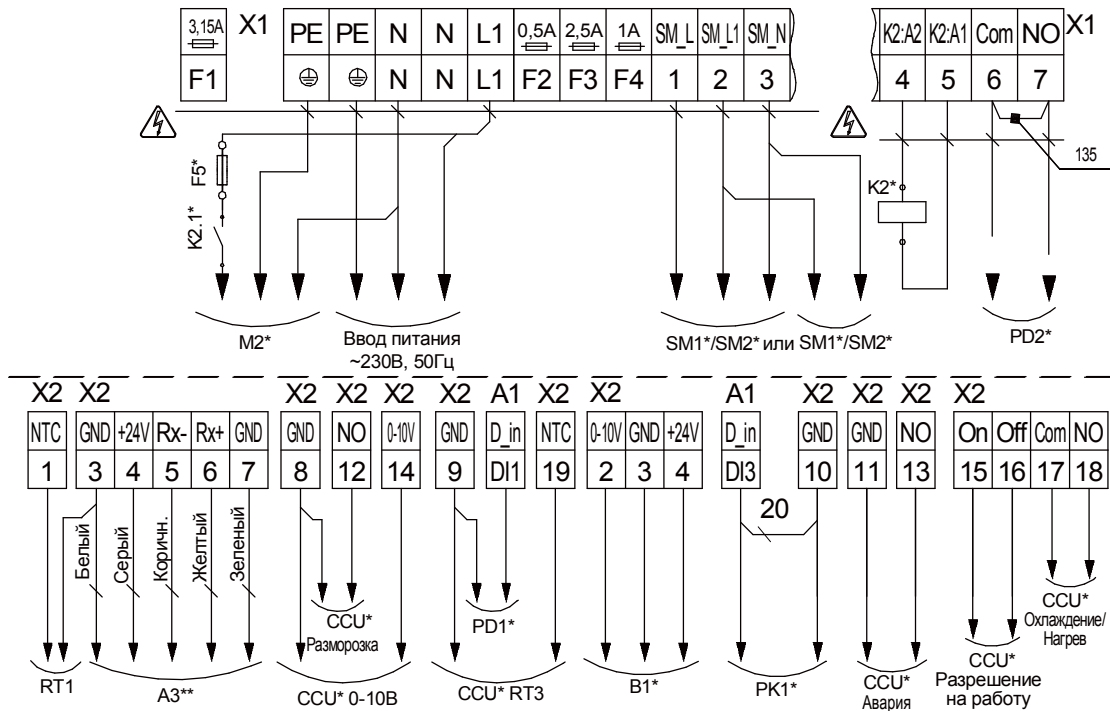 3,15A X1 PE PE N N L1 0,5A 2,5A 1A SM_L SM_L1 SM_N K2:A2 K2:A1 Com NO X1
F1 N N L1 F2 F3 F4 1 2 3 4 5 6 7
135
F5*
K2.1*
K2*
M2*
Ввод питания
~230В, 50Гц
SM1*/SM2* или SM1*/SM2*
PD2*
X2 X2 X2 X2 X2 X2 A1 X2 X2 A1 X2 X2 X2 X2
NTC GND +24V Rx- Rx+ GND GND NO 0-10V GND D_in NTC 0-10V GND +24V D_in GND GND NO On Off Com NO
1 3 4 5 6 7 8 12 14 9 DI1 19 2 3 4 DI3 10 11 13 15 16 17 18
20
Белый
Серый
Коричн.
Желтый
Зеленый
CCU*
Разморозка
PD1*
CCU*
Охлаждение/
Нагрев
RT1
A3**
CCU* 0-10В
CCU* RT3
B1*
PK1*
CCU*
Авария
CCU*
Разрешение
на работу